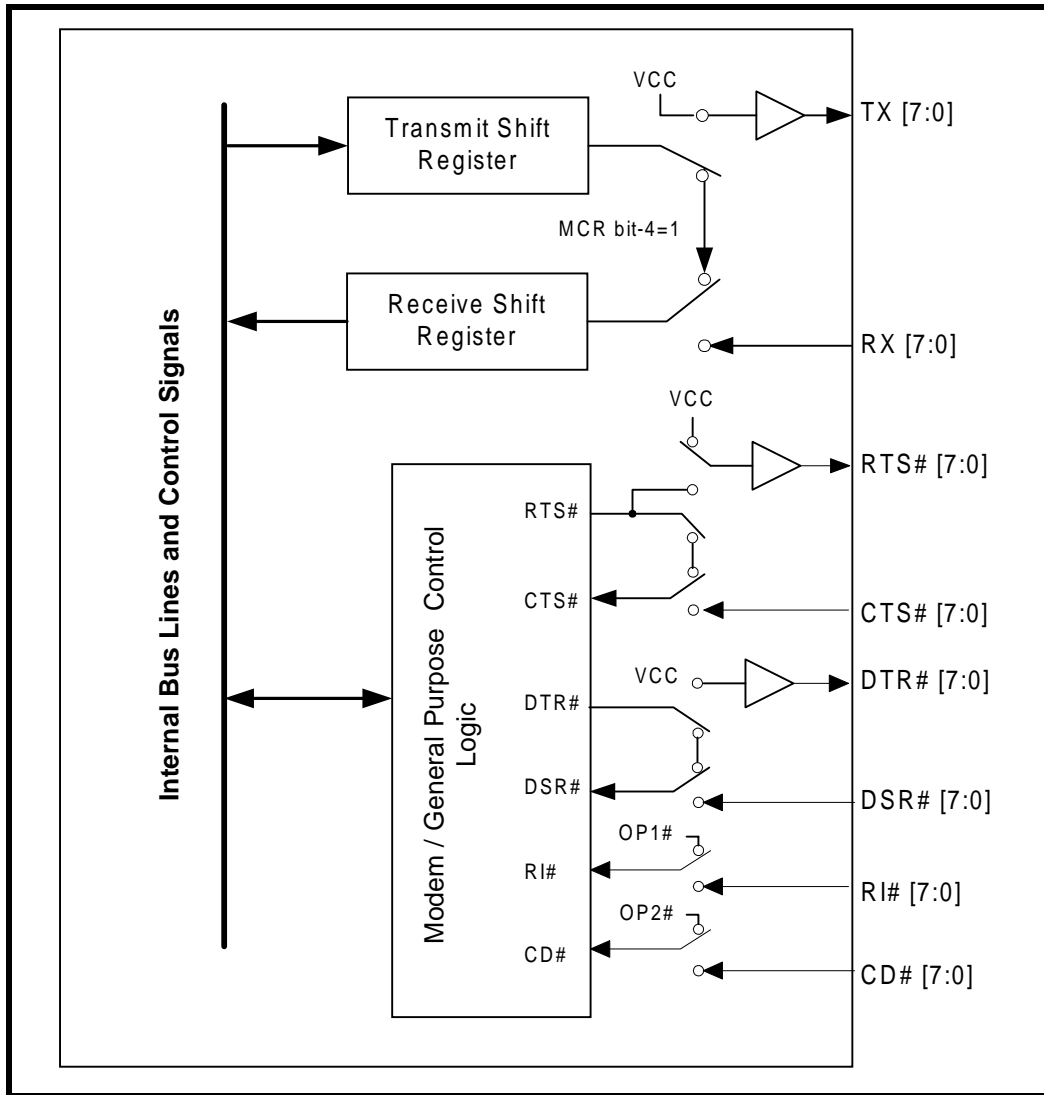 VCC
TX [7:0]
Transmit Shift
Register
MCR bit-4=1
Receive Shift
Register
RX [7:0]
Internal Bus Lines and Control Signals
VCC
RTS# [7:0]
RTS#
CTS#
CTS# [7:0]
Modem / General Purpose Control
Logic
VCC
DTR# [7:0]
DTR#
DSR#
DSR# [7:0]
OP1#
RI#
RI# [7:0]
OP2#
CD#
CD# [7:0]